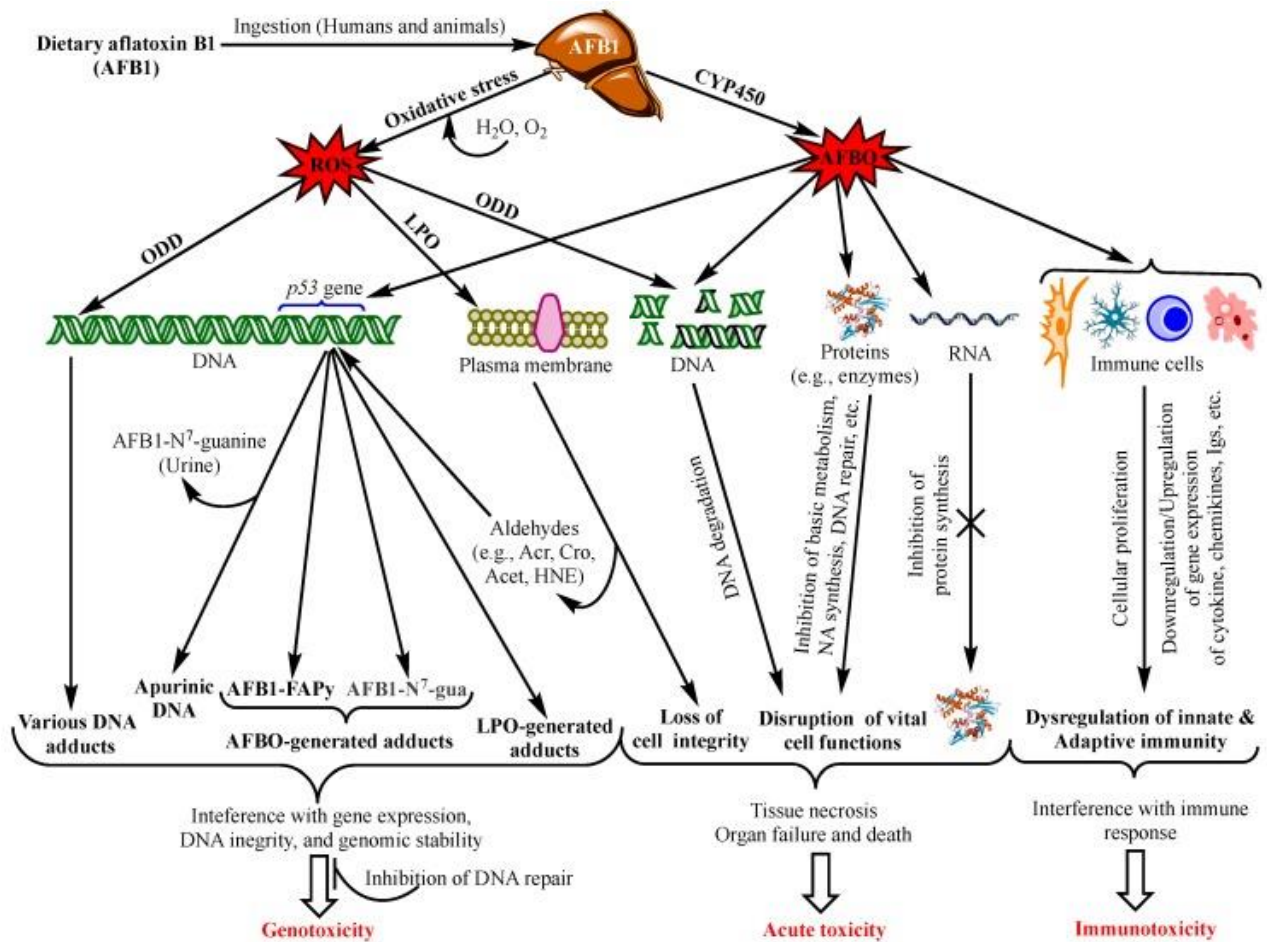 Dietary aflatoxin B1
(AFB1)
Ingestion (Humans and animals)
AFB1
Oxidative stress
H₂O, O₂
CYP450
ROS
AFBO
ODD
LPO
ODD
p53 gene
DNA
Plasma membrane
DNA
Proteins
(e.g., enzymes)
RNA
Immune cells
AFB1-N⁷-guanine
(Urine)
Aldehydes
(e.g., Acr, Cro,
Acet, HNE)
DNA degradation
Inhibition of basic metabolism,
NA synthesis, DNA repair, etc.
Inhibition of
protein synthesis
Cellular proliferation
Downregulation/Upregulation
of gene expression
of cytokine, chemikines, Igs, etc.
Various DNA
adducts
Apurinic
DNA
AFB1-FAPy
AFB1-N⁷-gua
AFBO-generated adducts
LPO-generated
adducts
Loss of
cell integrity
Disruption of vital
cell functions
Dysregulation of innate &
Adaptive immunity
Inteference with gene expression,
DNA inegrity, and genomic stability
Inhibition of DNA repair
Genotoxicity
Tissue necrosis
Organ failure and death
Acute toxicity
Interference with immune
response
Immunotoxicity